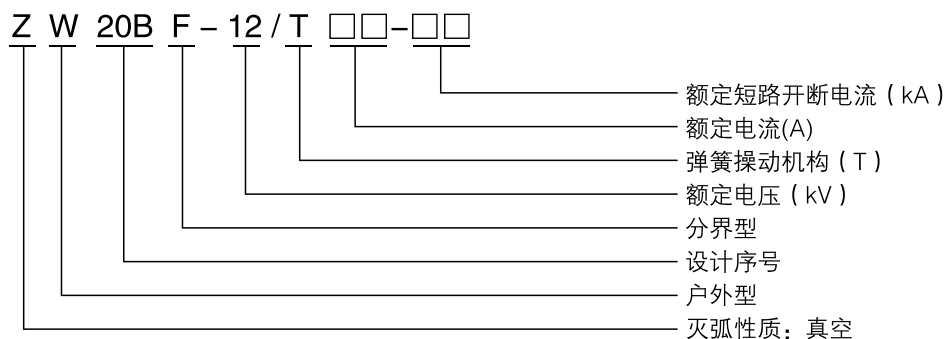 Z W 20B F-12/T □□-□□
额定短路开断电流（kA）
额定电流(A)
弹簧操动机构（T）
额定电压（kV）
分界型
设计序号
户外型
灭弧性质：真空